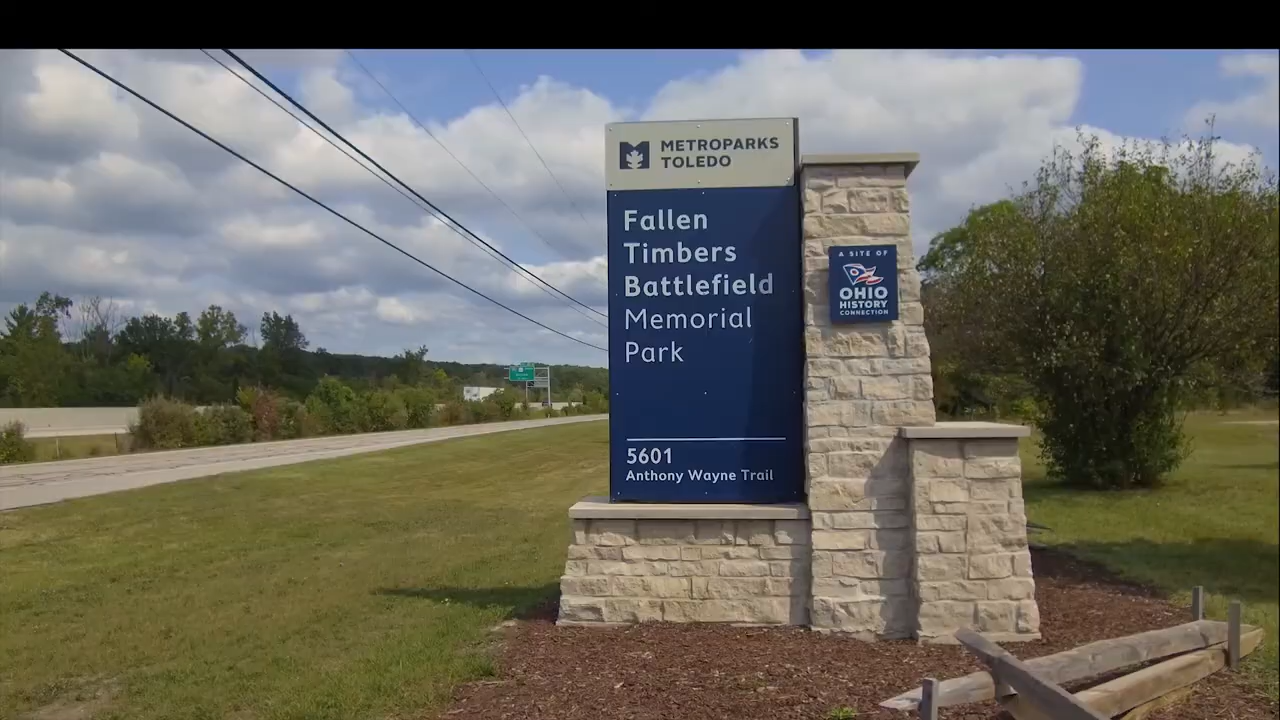 METROPARKS
TOLEDO
Fallen
Timbers
Battlefield
Memorial
Park
5601
Anthony Wayne Trail
A SITE OF
OHIO
HISTORY
CONNECTION